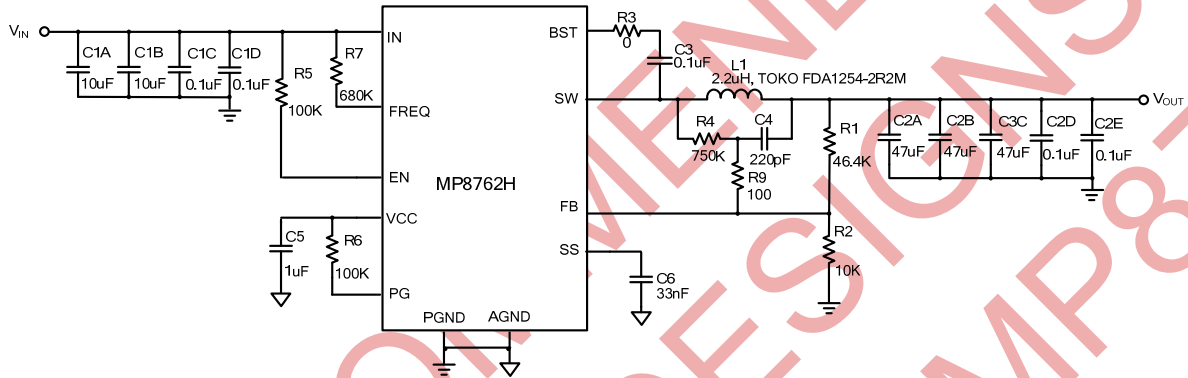 VIN
C1A
10uF
C1B
10uF
C1C
0.1uF
C1D
0.1uF
R5
100K
R7
680K
IN
FREQ
EN
VCC
PG
C5
1uF
R6
100K
MP8762H
PGND
AGND
BST
SW
FB
SS
R3
0
C3
0.1uF
L1
2.2uH, TOKO FDA1254-2R2M
R4
750K
C4
220pF
R9
100
R1
46.4K
R2
10K
C6
33nF
C2A
47uF
C2B
47uF
C3C
47uF
C2D
0.1uF
C2E
0.1uF
VOUT
OMMEN
DESIGNS
MP8-